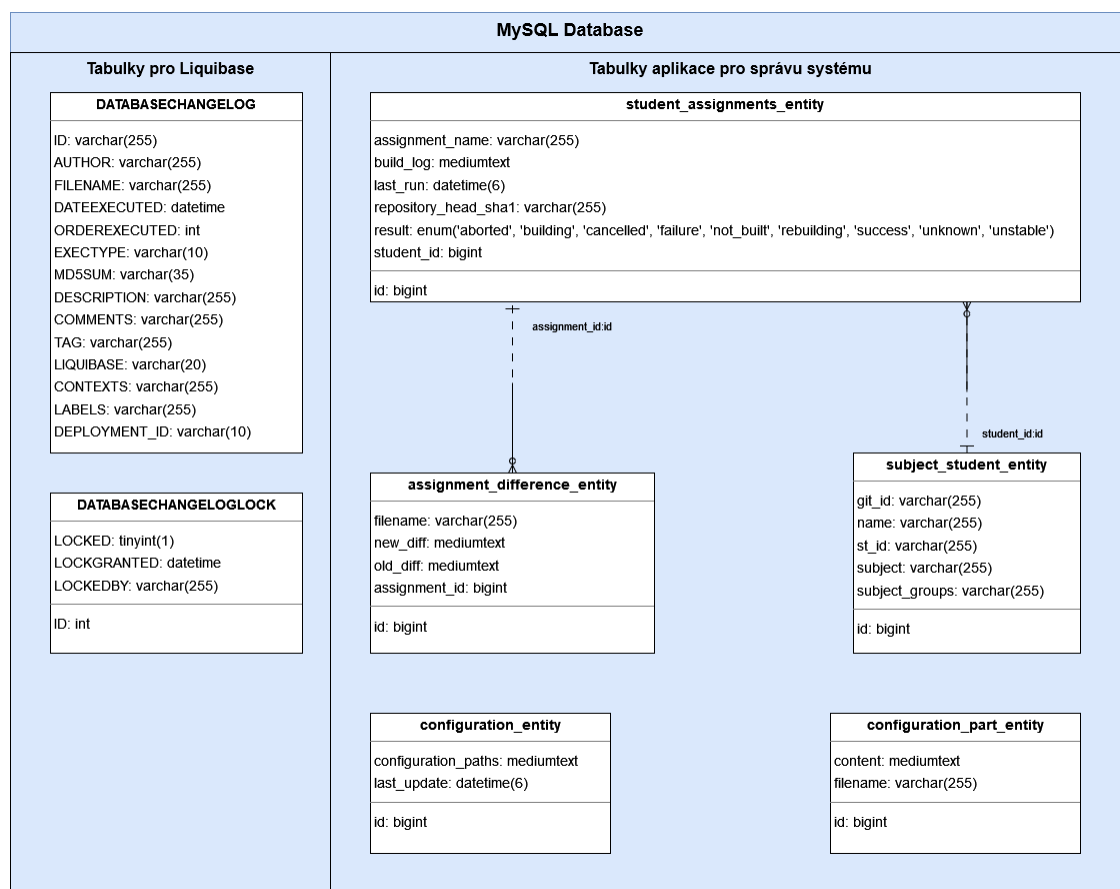 MySQL Database
Tabulky pro Liquibase
DATABASECHANGELOG
ID: varchar(255)
AUTHOR: varchar(255)
FILENAME: varchar(255)
DATEEXECUTED: datetime
ORDEREXECUTED: int
EXECTYPE: varchar(10)
MD5SUM: varchar(35)
DESCRIPTION: varchar(255)
COMMENTS: varchar(255)
TAG: varchar(255)
LIQUIBASE: varchar(20)
CONTEXTS: varchar(255)
LABELS: varchar(255)
DEPLOYMENT_ID: varchar(10)
DATABASECHANGELOGLOCK
LOCKED: tinyint(1)
LOCKGRANTED: datetime
LOCKEDBY: varchar(255)
ID: int
Tabulky aplikace pro správu systému
student_assignments_entity
assignment_name: varchar(255)
build_log: mediumtext
last_run: datetime(6)
repository_head_sha1: varchar(255)
result: enum('aborted', 'building', 'cancelled', 'failure', 'not_built', 'rebuilding', 'success', 'unknown', 'unstable')
student_id: bigint
id: bigint
assignment_id:id
student_id:id
assignment_difference_entity
filename: varchar(255)
new_diff: mediumtext
old_diff: mediumtext
assignment_id: bigint
id: bigint
subject_student_entity
git_id: varchar(255)
name: varchar(255)
st_id: varchar(255)
subject: varchar(255)
subject_groups: varchar(255)
id: bigint
configuration_entity
configuration_paths: mediumtext
last_update: datetime(6)
id: bigint
configuration_part_entity
content: mediumtext
filename: varchar(255)
id: bigint